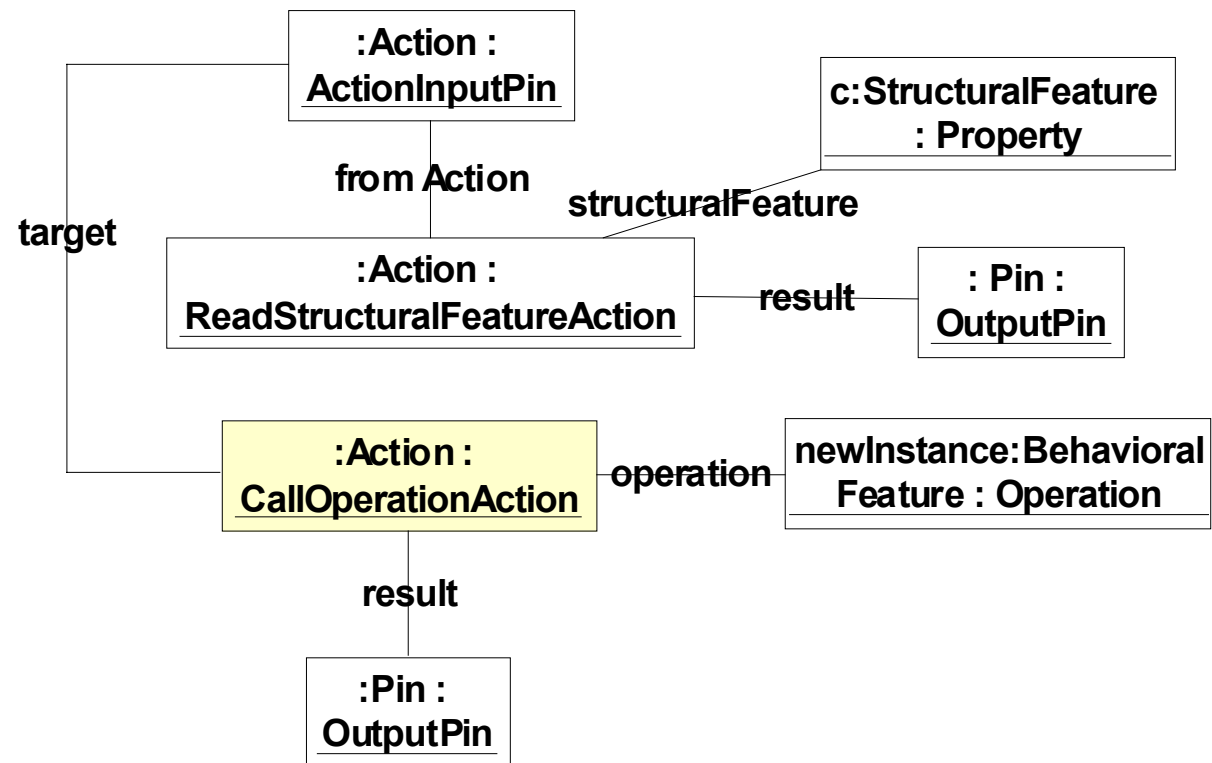 :Action :
ActionInputPin
c:StructuralFeature
: Property
from Action
structuralFeature
target
:Action :
ReadStructuralFeatureAction
result
: Pin :
OutputPin
:Action :
CallOperationAction
operation
newInstance:Behavioral
Feature : Operation
result
:Pin :
OutputPin